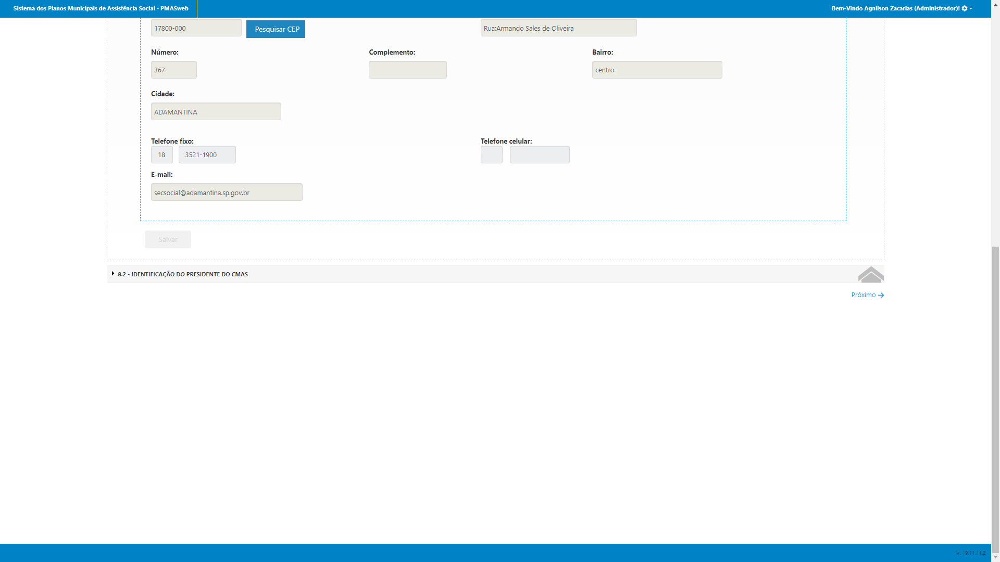 Sistema dos Planos Municipais de Assistência Social - PMASweb
Bem-Vindo Agnilson Zacarias (Administrador)!
17800-000
Pesquisar CEP
Rua:Armando Sales de Oliveira
Número:
Complemento:
Bairro:
367
centro
Cidade:
ADAMANTINA
Telefone fixo:
Telefone celular:
18
3521-1900
E-mail:
secsocial@adamantina.sp.gov.br
Salvar
8.2 - IDENTIFICAÇÃO DO PRESIDENTE DO CMAS
Próximo
V. 19.11.11.2